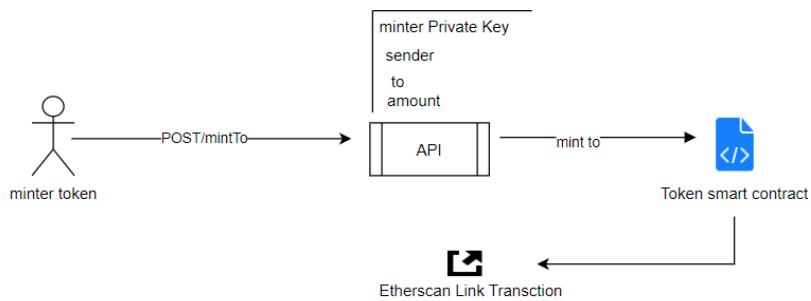 minter Private Key
sender
to
amount
POST/mintTo
API
mint to
minter token
Token smart contract
Etherscan Link Transction